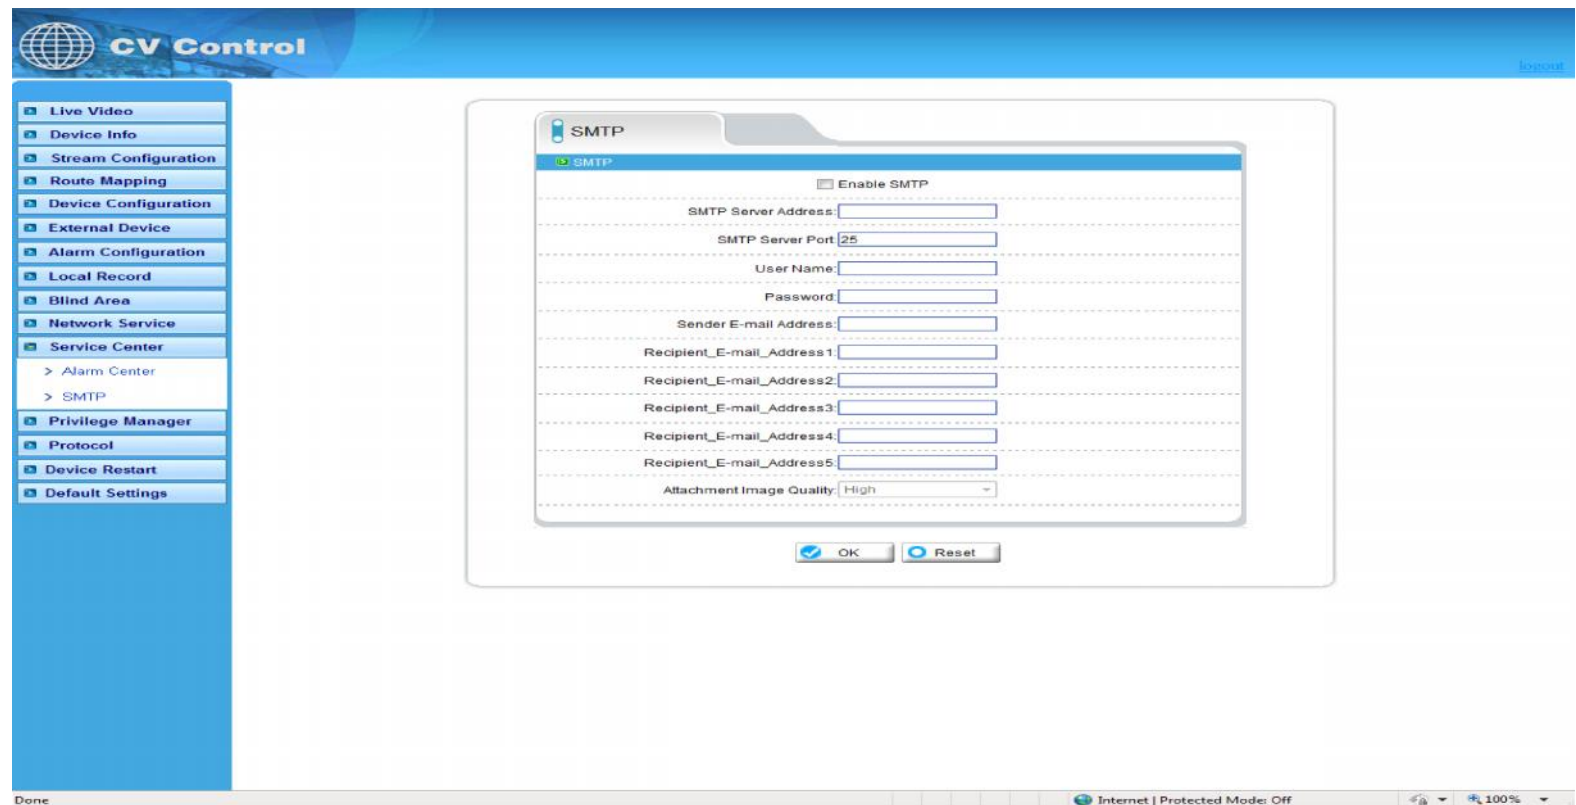 CV Control
logout
Live Video
Device Info
Stream Configuration
Route Mapping
Device Configuration
External Device
Alarm Configuration
Local Record
Blind Area
Network Service
Service Center
> Alarm Center
> SMTP
Privilege Manager
Protocol
Device Restart
Default Settings
SMTP
SMTP
Enable SMTP
SMTP Server Address:
SMTP Server Port: 25
User Name:
Password:
Sender E-mail Address:
Recipient_E-mail_Address1:
Recipient_E-mail_Address2:
Recipient_E-mail_Address3:
Recipient_E-mail_Address4:
Recipient_E-mail_Address5:
Attachment Image Quality: High
OK Reset
Done Internet | Protected Mode: Off 100%